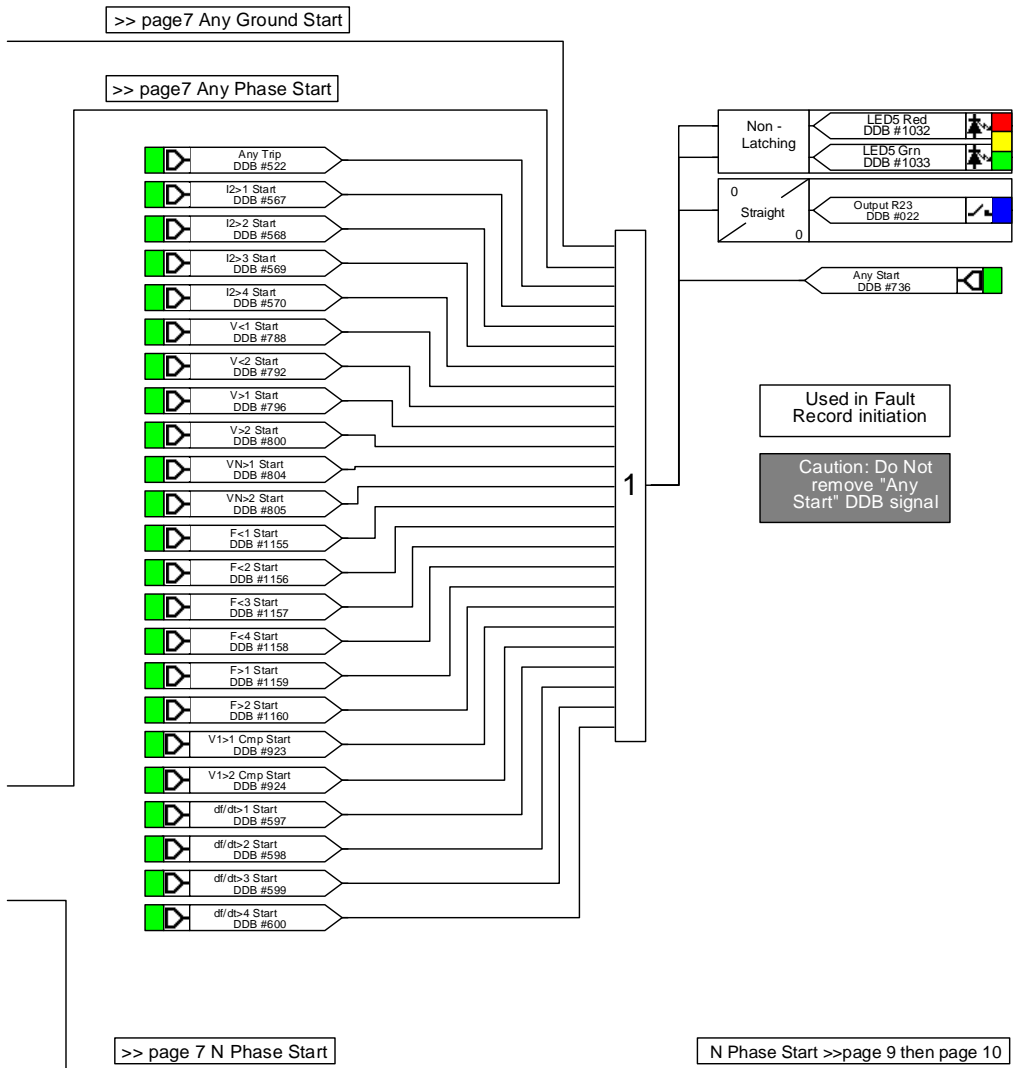 >> page7 Any Ground Start
>> page7 Any Phase Start
Any Trip
DDB #522
I2>1 Start
DDB #567
I2>2 Start
DDB #568
I2>3 Start
DDB #569
I2>4 Start
DDB #570
V<1 Start
DDB #788
V<2 Start
DDB #792
V>1 Start
DDB #796
V>2 Start
DDB #800
VN>1 Start
DDB #804
VN>2 Start
DDB #805
F<1 Start
DDB #1155
F<2 Start
DDB #1156
F<3 Start
DDB #1157
F<4 Start
DDB #1158
F>1 Start
DDB #1159
F>2 Start
DDB #1160
V1>1 Cmp Start
DDB #923
V1>2 Cmp Start
DDB #924
df/dt>1 Start
DDB #597
df/dt>2 Start
DDB #598
df/dt>3 Start
DDB #599
df/dt>4 Start
DDB #600
1
Non -
Latching
LED5 Red
DDB #1032
LED5 Grn
DDB #1033
0
Straight
0
Output R23
DDB #022
Any Start
DDB #736
Used in Fault
Record initiation
Caution: Do Not
remove "Any
Start" DDB signal
>> page 7 N Phase Start
N Phase Start >>page 9 then page 10